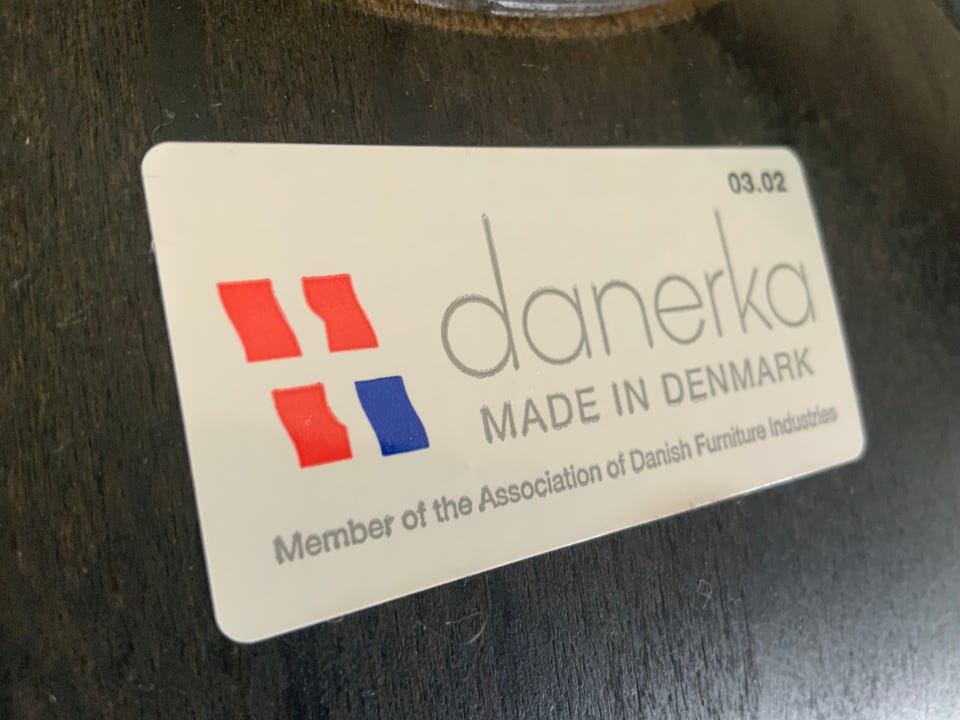 03.02
danerka
MADE IN DENMARK
Member of the Association of Danish Furniture Industries